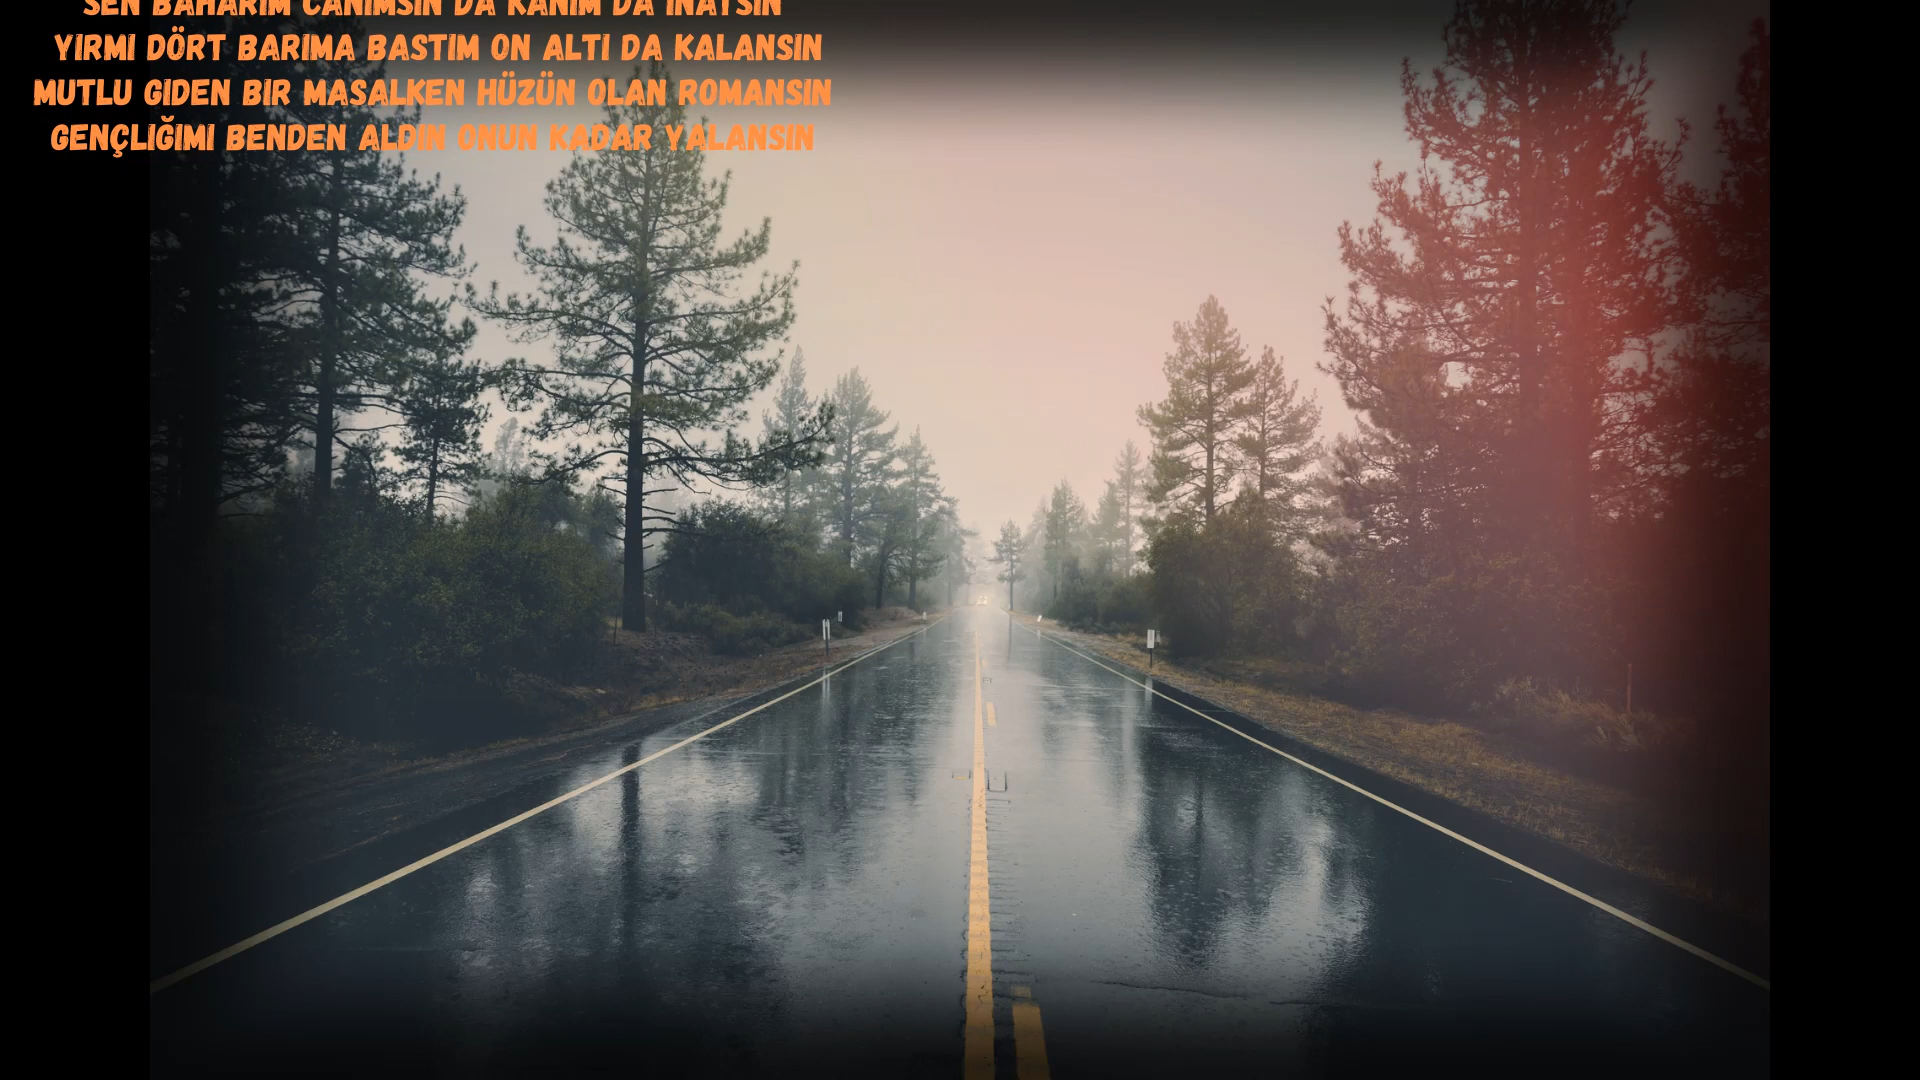 SEN BAHARIM CANIMSIN DA KANIM DA INATSIN
YIRMI DÖRT BARIMA BASTIM ON ALTI DA KALANSIN
MUTLU GIDEN BIR MASALKEN HÜZÜN OLAN ROMANSIN
GENÇLIĞIMI BENDEN ALDIN ONUN KADAR YALANSIN